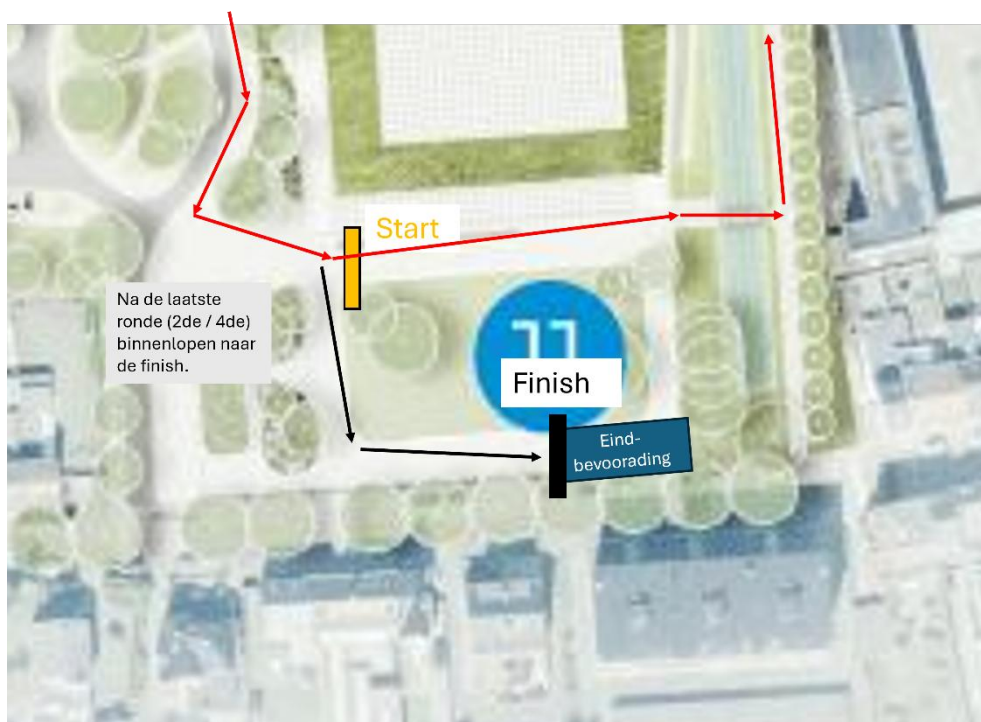 Start
Na de laatste
ronde (2de / 4de)
binnenlopen naar
de finish.
11
Finish
Eind-
bevoorading